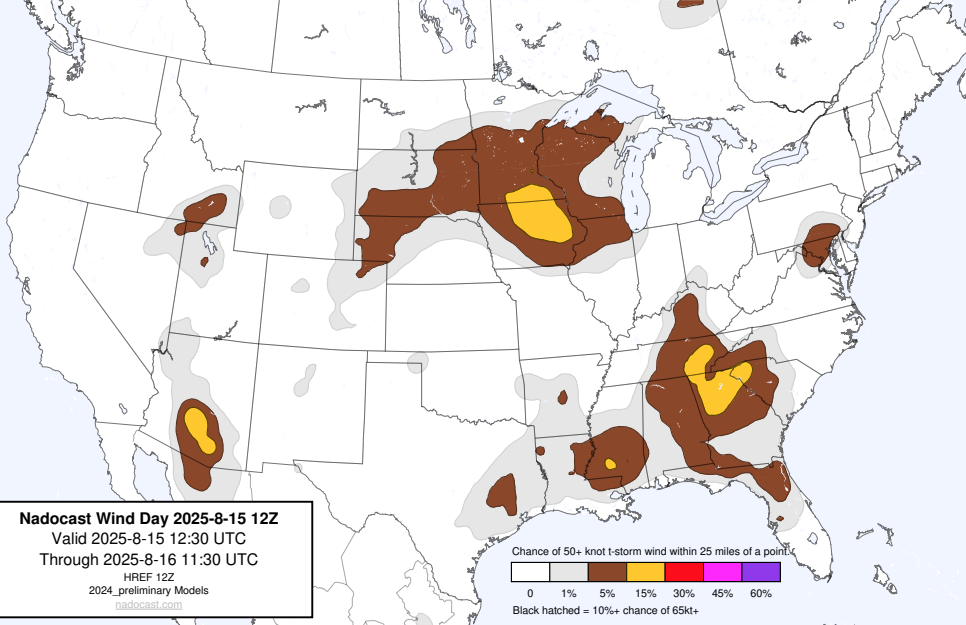 Nadocast Wind Day 2025-8-15 12Z
Valid 2025-8-15 12:30 UTC
Through 2025-8-16 11:30 UTC
HREF 12Z
2024_preliminary Models
nadocast.com
Chance of 50+ knot t-storm wind within 25 miles of a point.
0 1% 5% 15% 30% 45% 60%
Black hatched = 10%+ chance of 65kt+